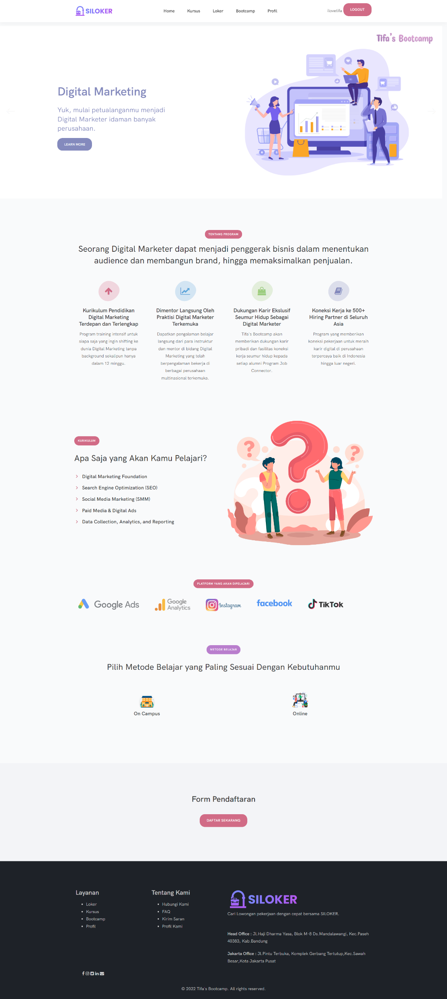 SILOKER
Home
Kursus
Loker
Bootcamp
Profil
ilovetifa
LOGOUT
Tifa's Bootcamp
Digital Marketing
Yuk, mulai petualanganmu menjadi
Digital Marketer idaman banyak
perusahaan.
LEARN MORE
TENTANG PROGRAM
Seorang Digital Marketer dapat menjadi penggerak bisnis dalam menentukan
audience dan membangun brand, hingga memaksimalkan penjualan.
Kurikulum Pendidikan
Digital Marketing
Terdepan dan Terlengkap
Program training intensif untuk
siapa saja yang ingin shifting ke
dunia Digital Marketing tanpa
background sekalipun hanya
dalam 12 minggu.
Dimentor Langsung Oleh
Praktisi Digital Marketer
Terkemuka
Dapatkan pengalaman belajar
langsung dari para instruktur
dan mentor di bidang Digital
Marketing yang telah
berpengalaman bekerja di
berbagai perusahaan
multinasional terkemuka.
Dukungan Karir Ekslusif
Seumur Hidup Sebagai
Digital Marketer
Tifa's Bootcamp akan
memberikan dukungan karir
pribadi dan fasilitas koneksi
kerja seumur hidup kepada
setiap alumni Program Job
Connector.
Koneksi Kerja ke 500+
Hiring Partner di Seluruh
Asia
Program yang memberikan
koneksi pekerjaan untuk meraih
karir digital di perusahaan
terpercaya baik di Indonesia
hingga luar negeri.
KURIKULUM
Apa Saja yang Akan Kamu Pelajari?
Digital Marketing Foundation
Search Engine Optimization (SEO)
Social Media Marketing (SMM)
Paid Media & Digital Ads
Data Collection, Analytics, and Reporting
PLATFORM YANG AKAN DIPELAJARI
Google Ads
Google
Analytics
Instagram
facebook
TikTok
METODE BELAJAR
Pilih Metode Belajar yang Paling Sesuai Dengan Kebutuhanmu
On Campus
Online
Form Pendaftaran
DAFTAR SEKARANG
Layanan
Loker
Kursus
Bootcamp
Profil
Tentang Kami
Hubungi Kami
FAQ
Kirim Saran
Profil Kami
SILOKER
Cari Lowongan pekerjaan dengan cepat bersama SILOKER.
Head Office : Jl.Haji Dharma Yasa, Blok M-8 Ds.Mandalawangi, Kec.Paseh
40383, Kab.Bandung
Jakarta Office : Jl.Pintu Terbuka, Komplek Gerbang Tertutup,Kec.Sawah
Besar,Kota Jakarta Pusat
© 2022 Tifa's Bootcamp. All rights reserved.